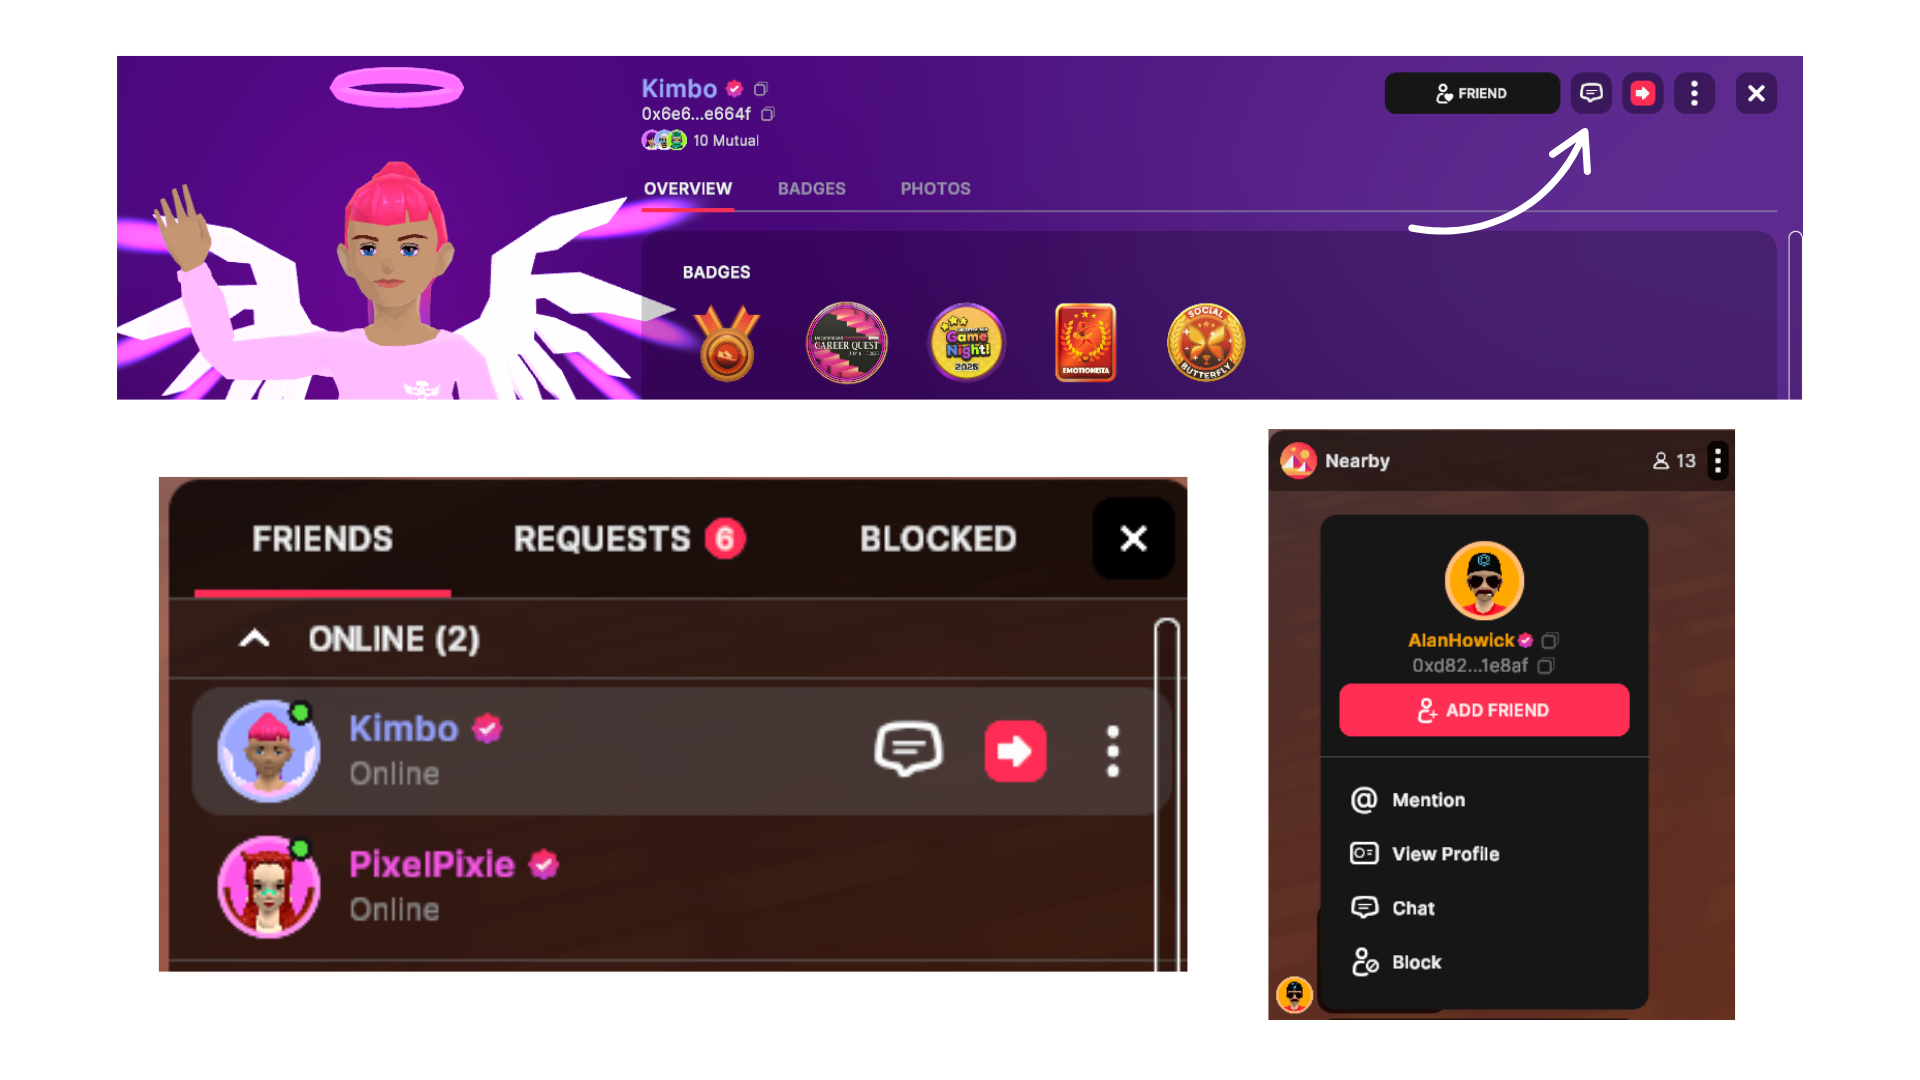 Kimbo
0x6e6...e664f
10 Mutual
FRIEND
OVERVIEW BADGES PHOTOS
BADGES
CAREER QUEST
Game
Night!
2025
EMOTIONISTA
SOCIAL
BUTTERFLY
FRIENDS REQUESTS 6 BLOCKED
ONLINE (2)
Kimbo
Online
PixelPixie
Online
Nearby 13
AlanHowick
0xd82...1e8af
ADD FRIEND
@ Mention
View Profile
Chat
Block